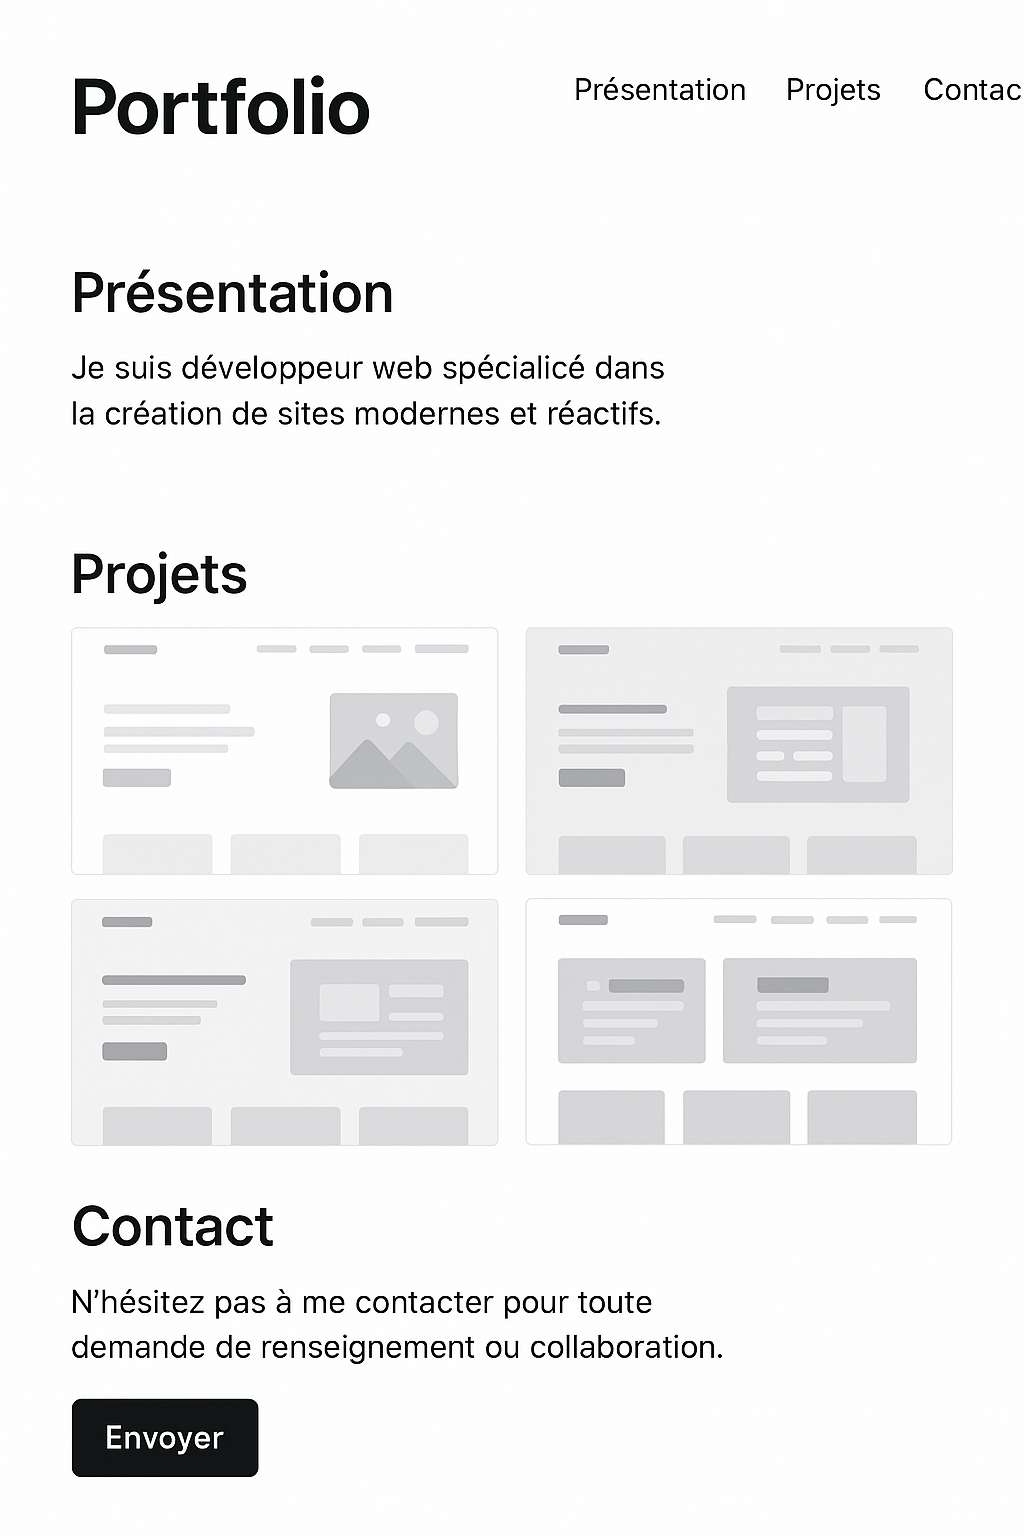 Portfolio
Présentation Projets Contac
Présentation
Je suis développeur web spécialicé dans
la création de sites modernes et réactifs.
Projets
Contact
N’hésitez pas à me contacter pour toute
demande de renseignement ou collaboration.
Envoyer